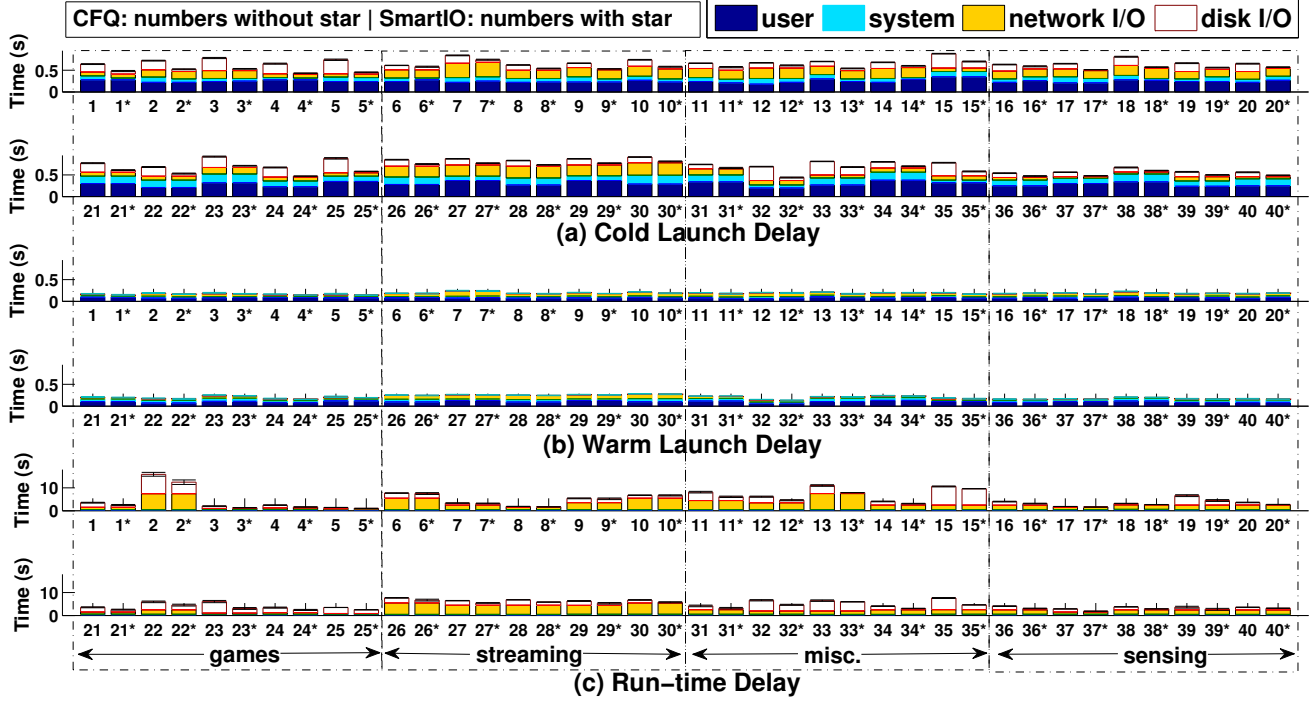 CFQ: numbers without star | SmartIO: numbers with star
user system network I/O disk I/O
Time (s)
0.5
0
1 1* 2 2* 3 3* 4 4* 5 5* 6 6* 7 7* 8 8* 9 9* 10 10* 11 11* 12 12* 13 13* 14 14* 15 15* 16 16* 17 17* 18 18* 19 19* 20 20*
Time (s)
0.5
0
21 21* 22 22* 23 23* 24 24* 25 25* 26 26* 27 27* 28 28* 29 29* 30 30* 31 31* 32 32* 33 33* 34 34* 35 35* 36 36* 37 37* 38 38* 39 39* 40 40*
(a) Cold Launch Delay
Time (s)
0.5
0
1 1* 2 2* 3 3* 4 4* 5 5* 6 6* 7 7* 8 8* 9 9* 10 10* 11 11* 12 12* 13 13* 14 14* 15 15* 16 16* 17 17* 18 18* 19 19* 20 20*
Time (s)
0.5
0
21 21* 22 22* 23 23* 24 24* 25 25* 26 26* 27 27* 28 28* 29 29* 30 30* 31 31* 32 32* 33 33* 34 34* 35 35* 36 36* 37 37* 38 38* 39 39* 40 40*
(b) Warm Launch Delay
Time (s)
10
0
1 1* 2 2* 3 3* 4 4* 5 5* 6 6* 7 7* 8 8* 9 9* 10 10* 11 11* 12 12* 13 13* 14 14* 15 15* 16 16* 17 17* 18 18* 19 19* 20 20*
Time (s)
10
0
21 21* 22 22* 23 23* 24 24* 25 25* 26 26* 27 27* 28 28* 29 29* 30 30* 31 31* 32 32* 33 33* 34 34* 35 35* 36 36* 37 37* 38 38* 39 39* 40 40*
games streaming misc. sensing
(c) Run-time Delay